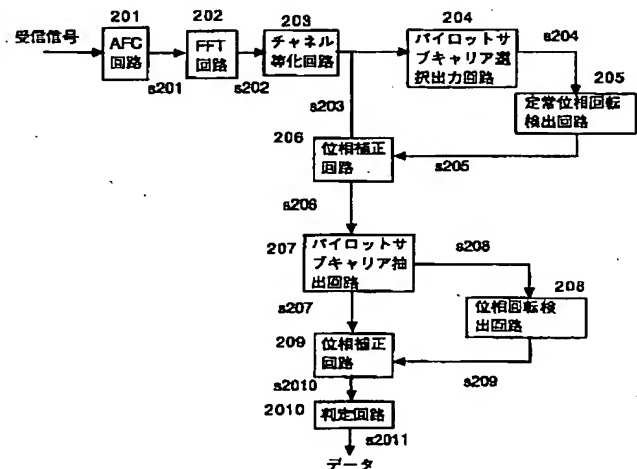 受信信号
201
AFC
回路
s201
202
FFT
回路
s202
203
チャネル
等化回路
s203
204
パイロットサ
ブキャリア選
択出力回路
s204
205
定常位相回転
検出回路
s205
206
位相補正
回路
s206
207
パイロットサ
ブキャリア抽
出回路
s208
s207
208
位相回転検
出回路
209
位相補正
回路
s209
s2010
2010
判定回路
s2011
データ